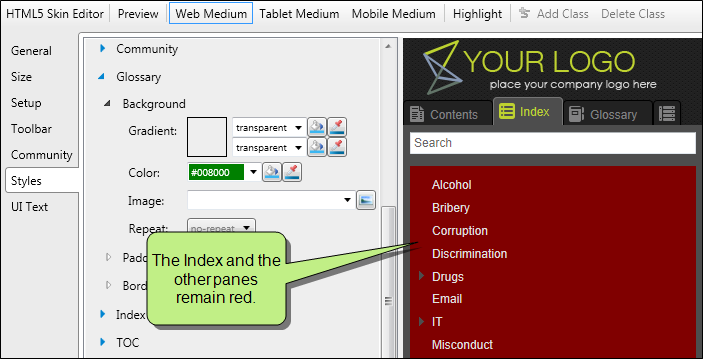 HTML5 Skin Editor Preview Web Medium Tablet Medium Mobile Medium Highlight Add Class Delete Class
General
Size
Setup
Toolbar
Community
Styles
UI Text
Community
Glossary
Background
Gradient: transparent
transparent
Color: #008000
Image:
Repeat: no-repeat
Padd
Bord
Index
TOC
The Index and the
other panes
remain red.
YOUR LOGO
place your company logo here
Contents Index Glossary
Search
Alcohol
Bribery
Corruption
Discrimination
Drugs
Email
IT
Misconduct